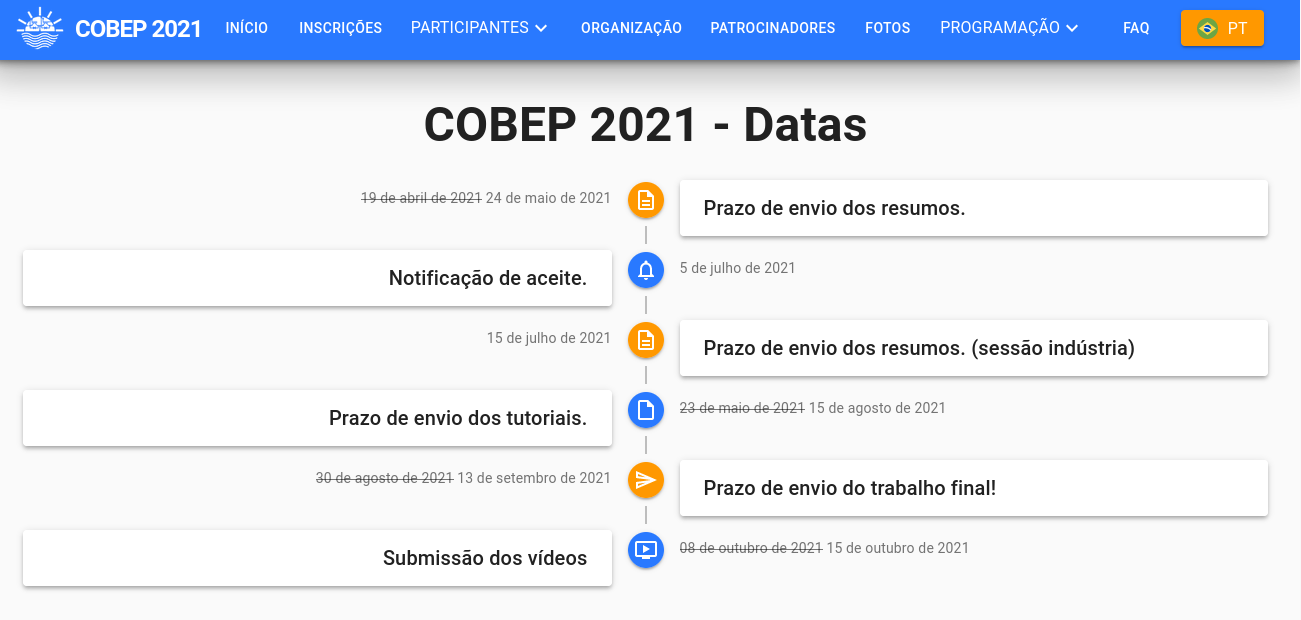 COBEP 2021 INÍCIO INSCRIÇÕES PARTICIPANTES ORGANIZAÇÃO PATROCINADORES FOTOS PROGRAMAÇÃO FAQ PT
COBEP 2021 - Datas
19 de abril de 2021 24 de maio de 2021
Prazo de envio dos resumos.
Notificação de aceite.
5 de julho de 2021
15 de julho de 2021
Prazo de envio dos resumos. (sessão indústria)
Prazo de envio dos tutoriais.
23 de maio de 2021 15 de agosto de 2021
30 de agosto de 2021 13 de setembro de 2021
Prazo de envio do trabalho final!
Submissão dos vídeos
08 de outubro de 2021 15 de outubro de 2021